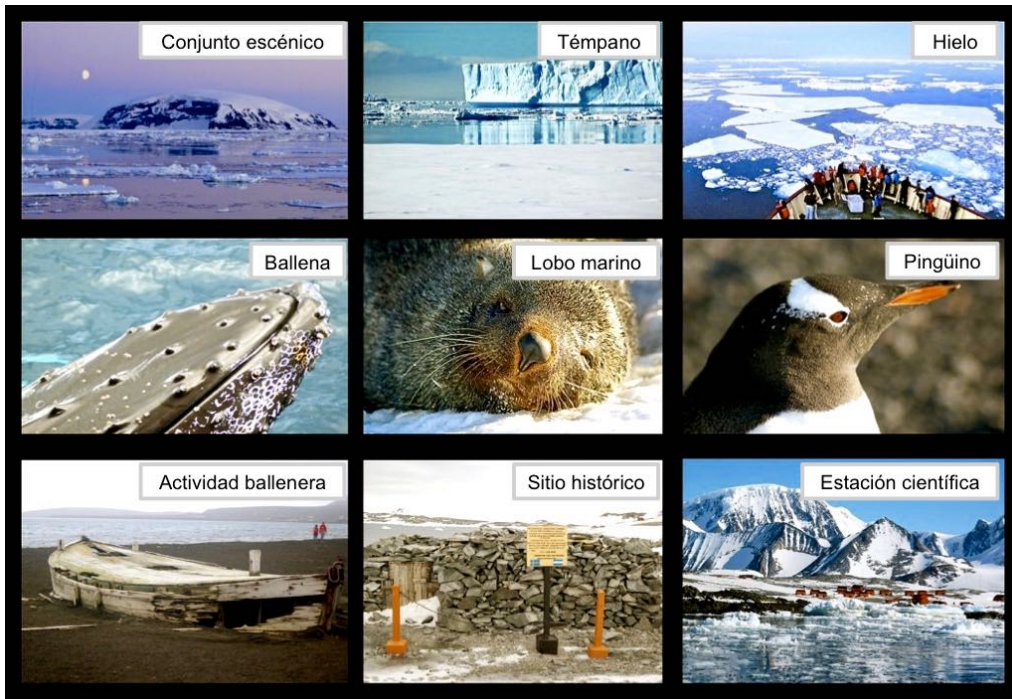 Conjunto escénico
Témpano
Hielo
Ballena
Lobo marino
Pingüino
Actividad ballenera
Sitio histórico
Estación científica